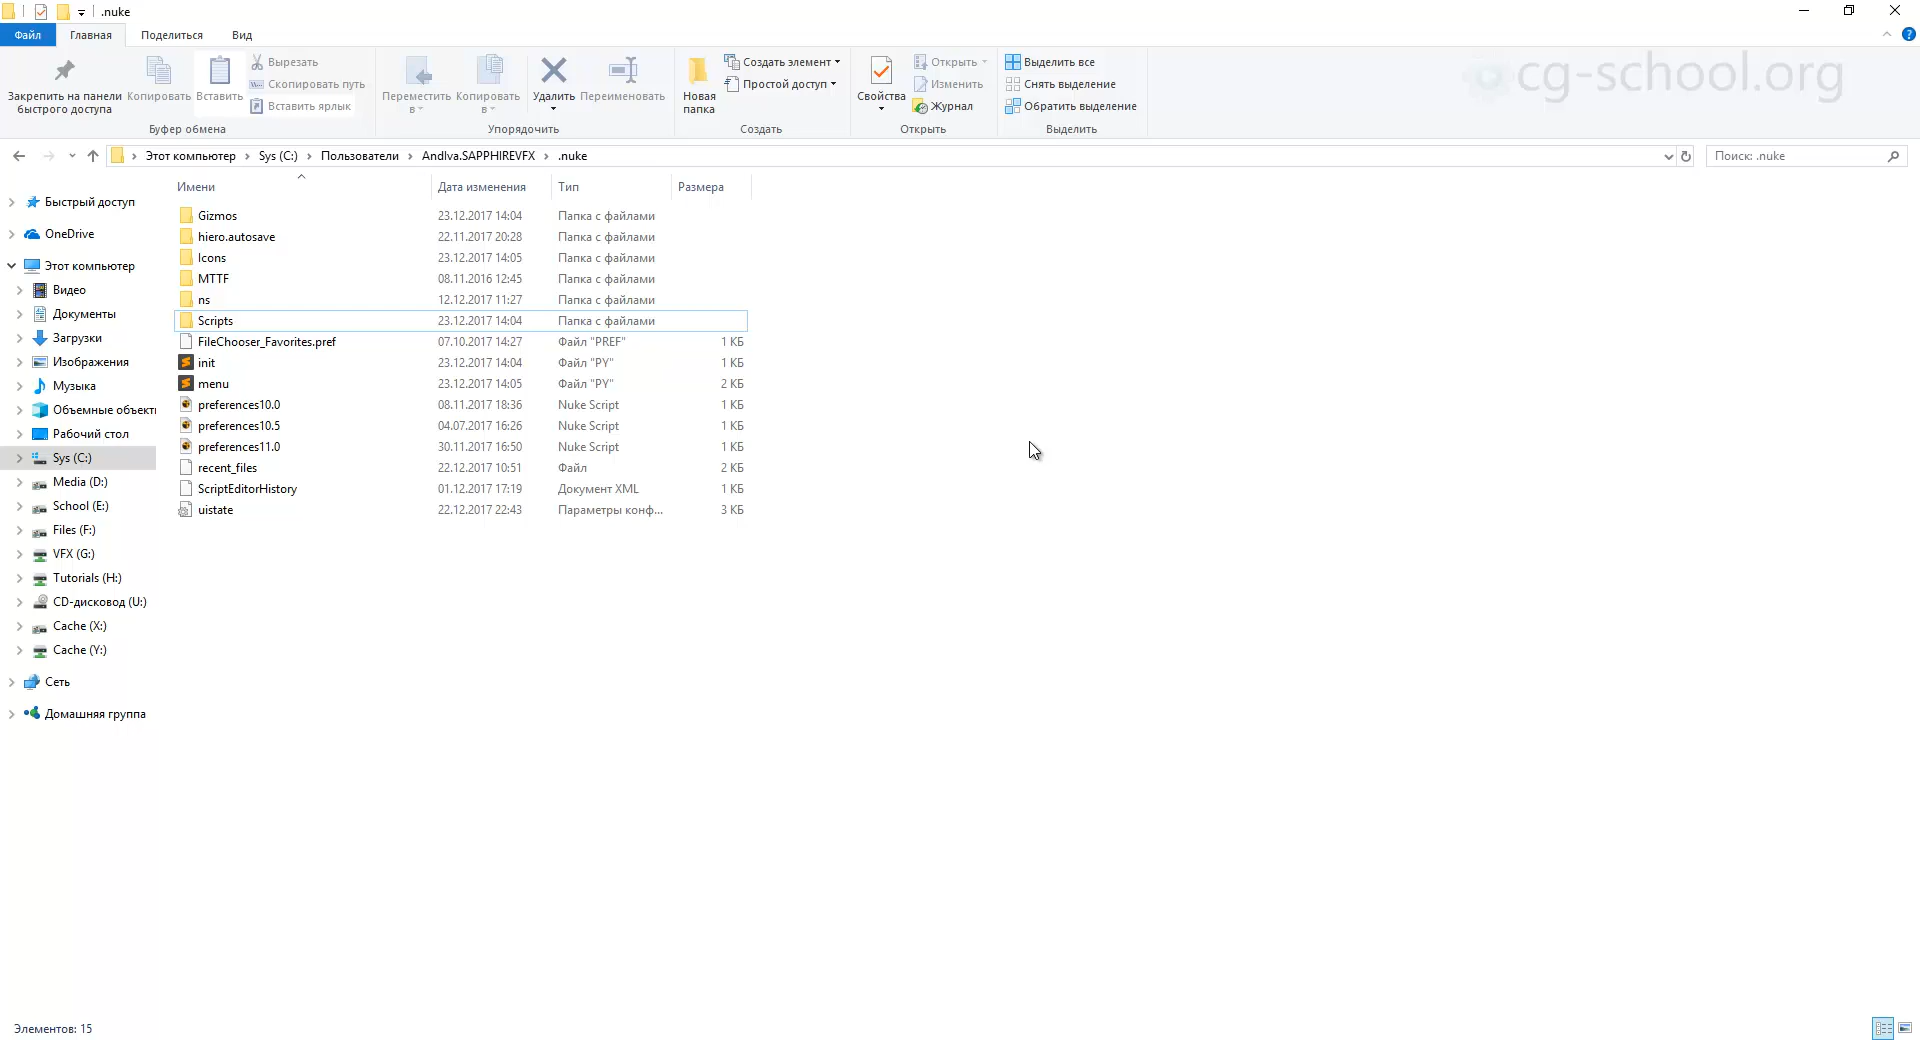 .nuke
Файл Главная Поделиться Вид
cg-school.org
Закрепить на панели быстрого доступа
Копировать
Вставить
Вырезать
Скопировать путь
Вставить ярлык
Буфер обмена
Переместить в
Копировать в
Удалить
Переименовать
Упорядочить
Новая папка
Создать элемент
Простой доступ
Создать
Свойства
Открыть
Изменить
Журнал
Открыть
Выделить все
Снять выделение
Обратить выделение
Выделить
Этот компьютер Sys (C:) Пользователи AndIva.SAPPHIREVFX .nuke
Поиск: .nuke
Быстрый доступ
OneDrive
Этот компьютер
Видео
Документы
Загрузки
Изображения
Музыка
Объемные объекты
Рабочий стол
Sys (C:)
Media (D:)
School (E:)
Files (F:)
VFX (G:)
Tutorials (H:)
CD-дисковод (U:)
Cache (X:)
Cache (Y:)
Сеть
Домашняя группа
Имени Дата изменения Тип Размера
Gizmos 23.12.2017 14:04 Папка с файлами
hiero.autosave 22.11.2017 20:28 Папка с файлами
Icons 23.12.2017 14:05 Папка с файлами
MTTF 08.11.2016 12:45 Папка с файлами
ns 12.12.2017 11:27 Папка с файлами
Scripts 23.12.2017 14:04 Папка с файлами
FileChooser_Favorites.pref 07.10.2017 14:27 Файл "PREF" 1 КБ
init 23.12.2017 14:04 Файл "PY" 1 КБ
menu 23.12.2017 14:05 Файл "PY" 2 КБ
preferences10.0 08.11.2017 18:36 Nuke Script 1 КБ
preferences10.5 04.07.2017 16:26 Nuke Script 1 КБ
preferences11.0 30.11.2017 16:50 Nuke Script 1 КБ
recent_files 22.12.2017 10:51 Файл 2 КБ
ScriptEditorHistory 01.12.2017 17:19 Документ XML 1 КБ
uistate 22.12.2017 22:43 Параметры конф... 3 КБ
Элементов: 15